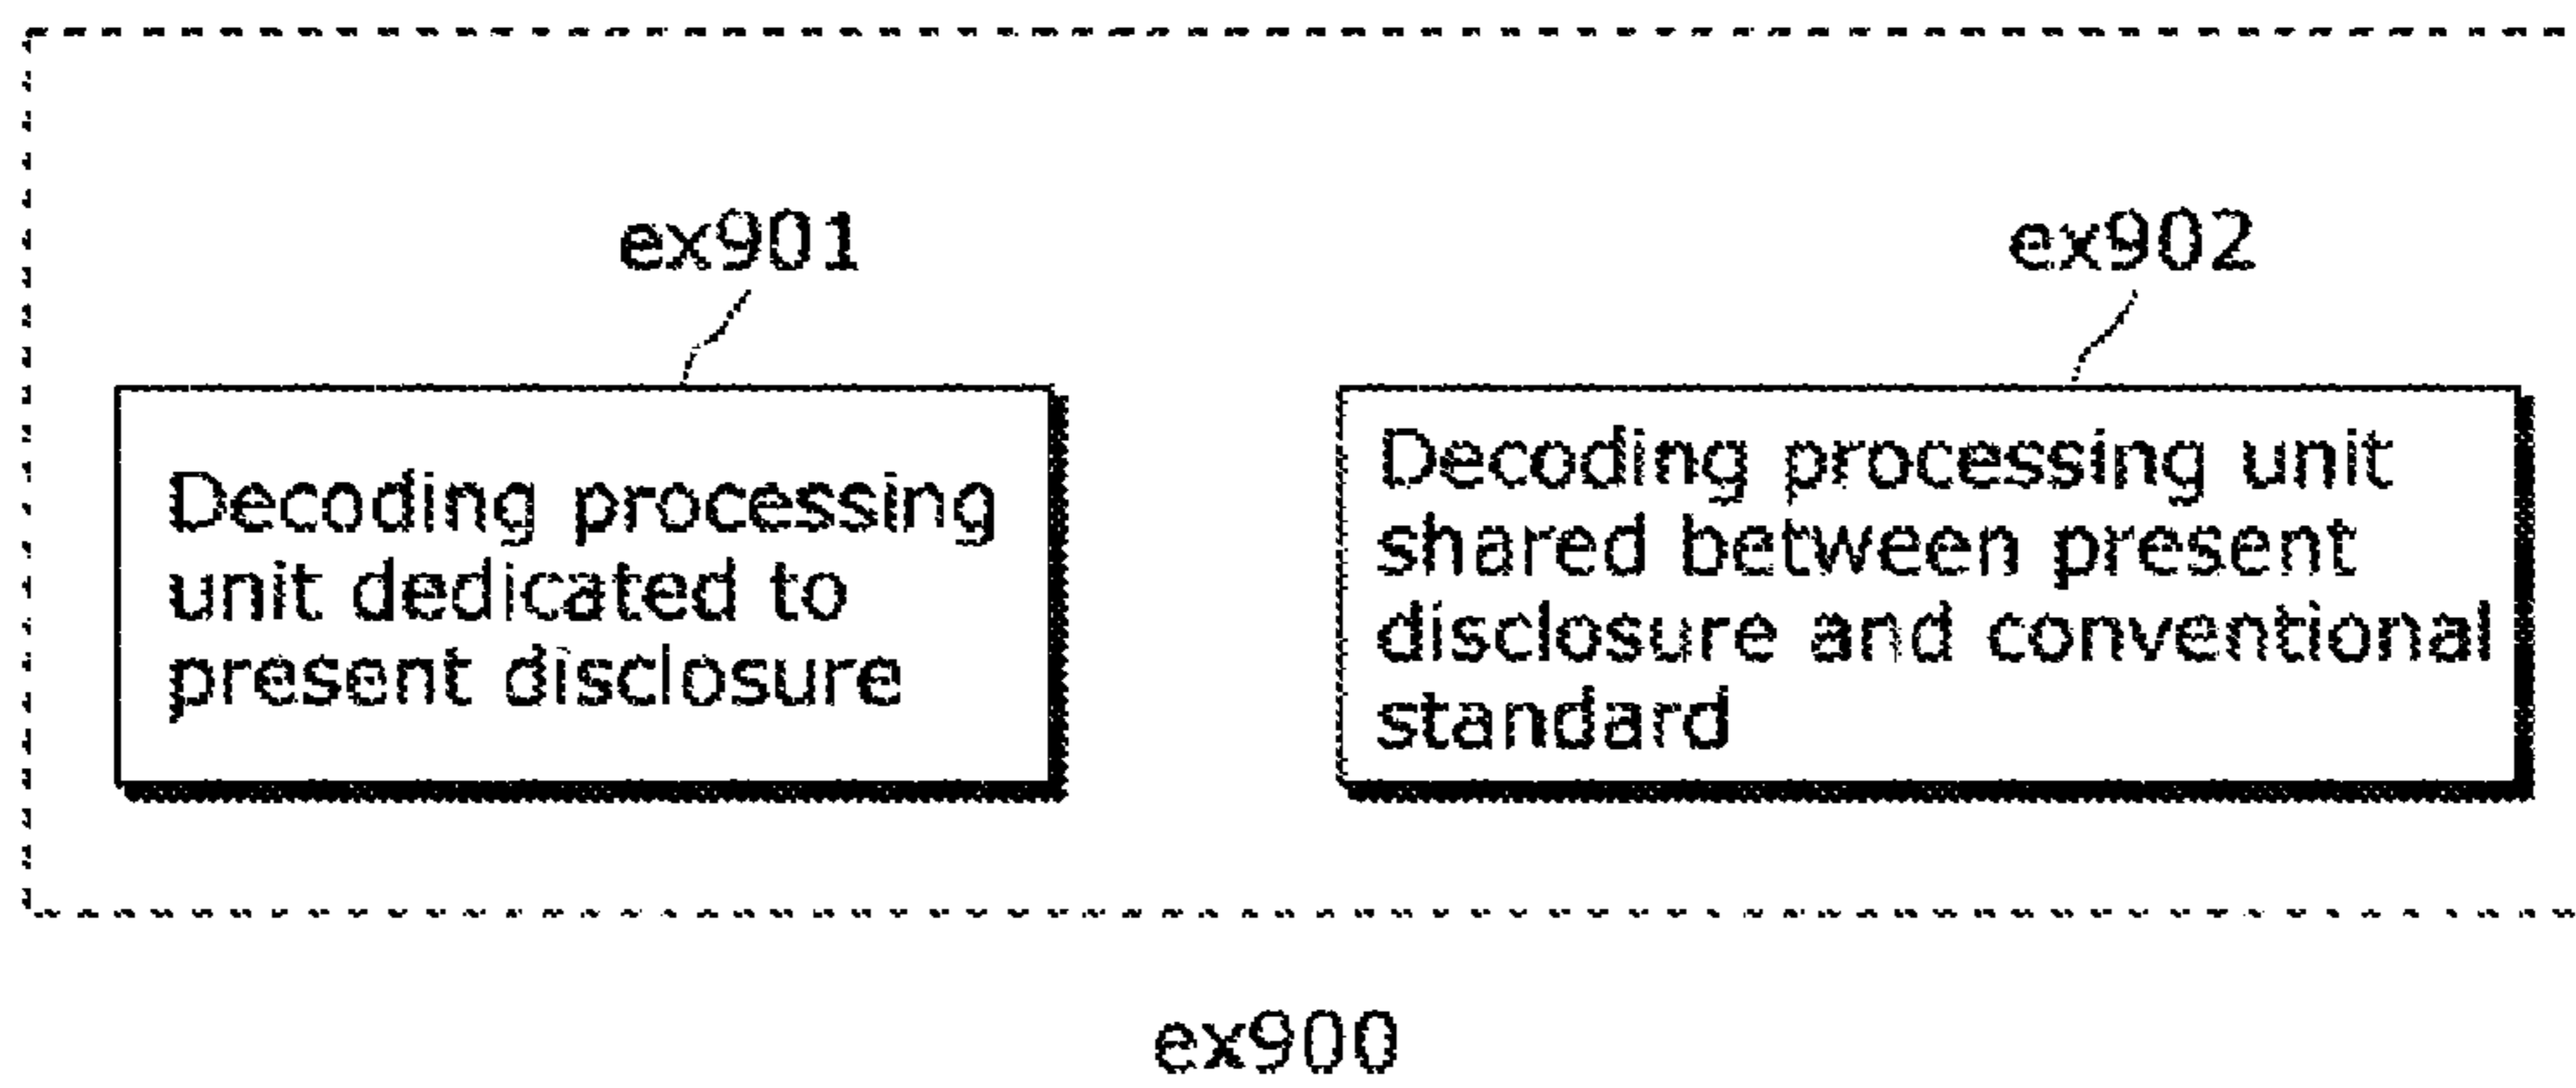 ex901
ex902
Decoding processing
unit dedicated to
present disclosure
Decoding processing unit
shared between present
disclosure and conventional
standard
ex900